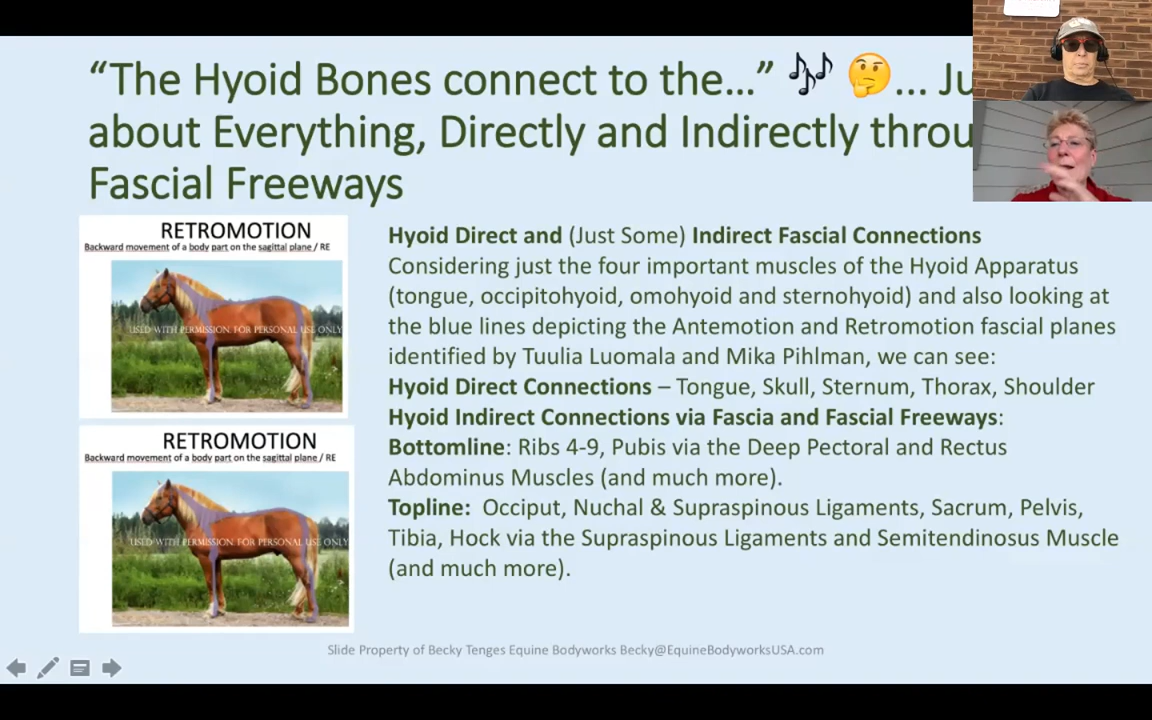 “The Hyoid Bones connect to the…” 🎶 🤔… Ju
about Everything, Directly and Indirectly throu
Fascial Freeways
RETROMOTION
Backward movement of a body part on the sagittal plane / RE
USED WITH PERMISSION FOR PERSONAL USE ONLY
RETROMOTION
Backward movement of a body part on the sagittal plane / RE
USED WITH PERMISSION FOR PERSONAL USE ONLY
Hyoid Direct and (Just Some) Indirect Fascial Connections
Considering just the four important muscles of the Hyoid Apparatus
(tongue, occipitohyoid, omohyoid and sternohyoid) and also looking at
the blue lines depicting the Antemotion and Retromotion fascial planes
identified by Tuulia Luomala and Mika Pihlman, we can see:
Hyoid Direct Connections – Tongue, Skull, Sternum, Thorax, Shoulder
Hyoid Indirect Connections via Fascia and Fascial Freeways:
Bottomline: Ribs 4-9, Pubis via the Deep Pectoral and Rectus
Abdominus Muscles (and much more).
Topline: Occiput, Nuchal & Supraspinous Ligaments, Sacrum, Pelvis,
Tibia, Hock via the Supraspinous Ligaments and Semitendinosus Muscle
(and much more).
Slide Property of Becky Tenges Equine Bodyworks Becky@EquineBodyworksUSA.com